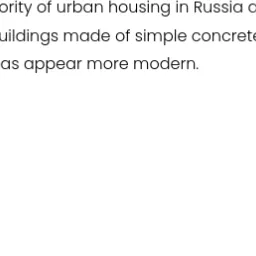 ority of urban housing in Russia
uildings made of simple concrete
as appear more modern.